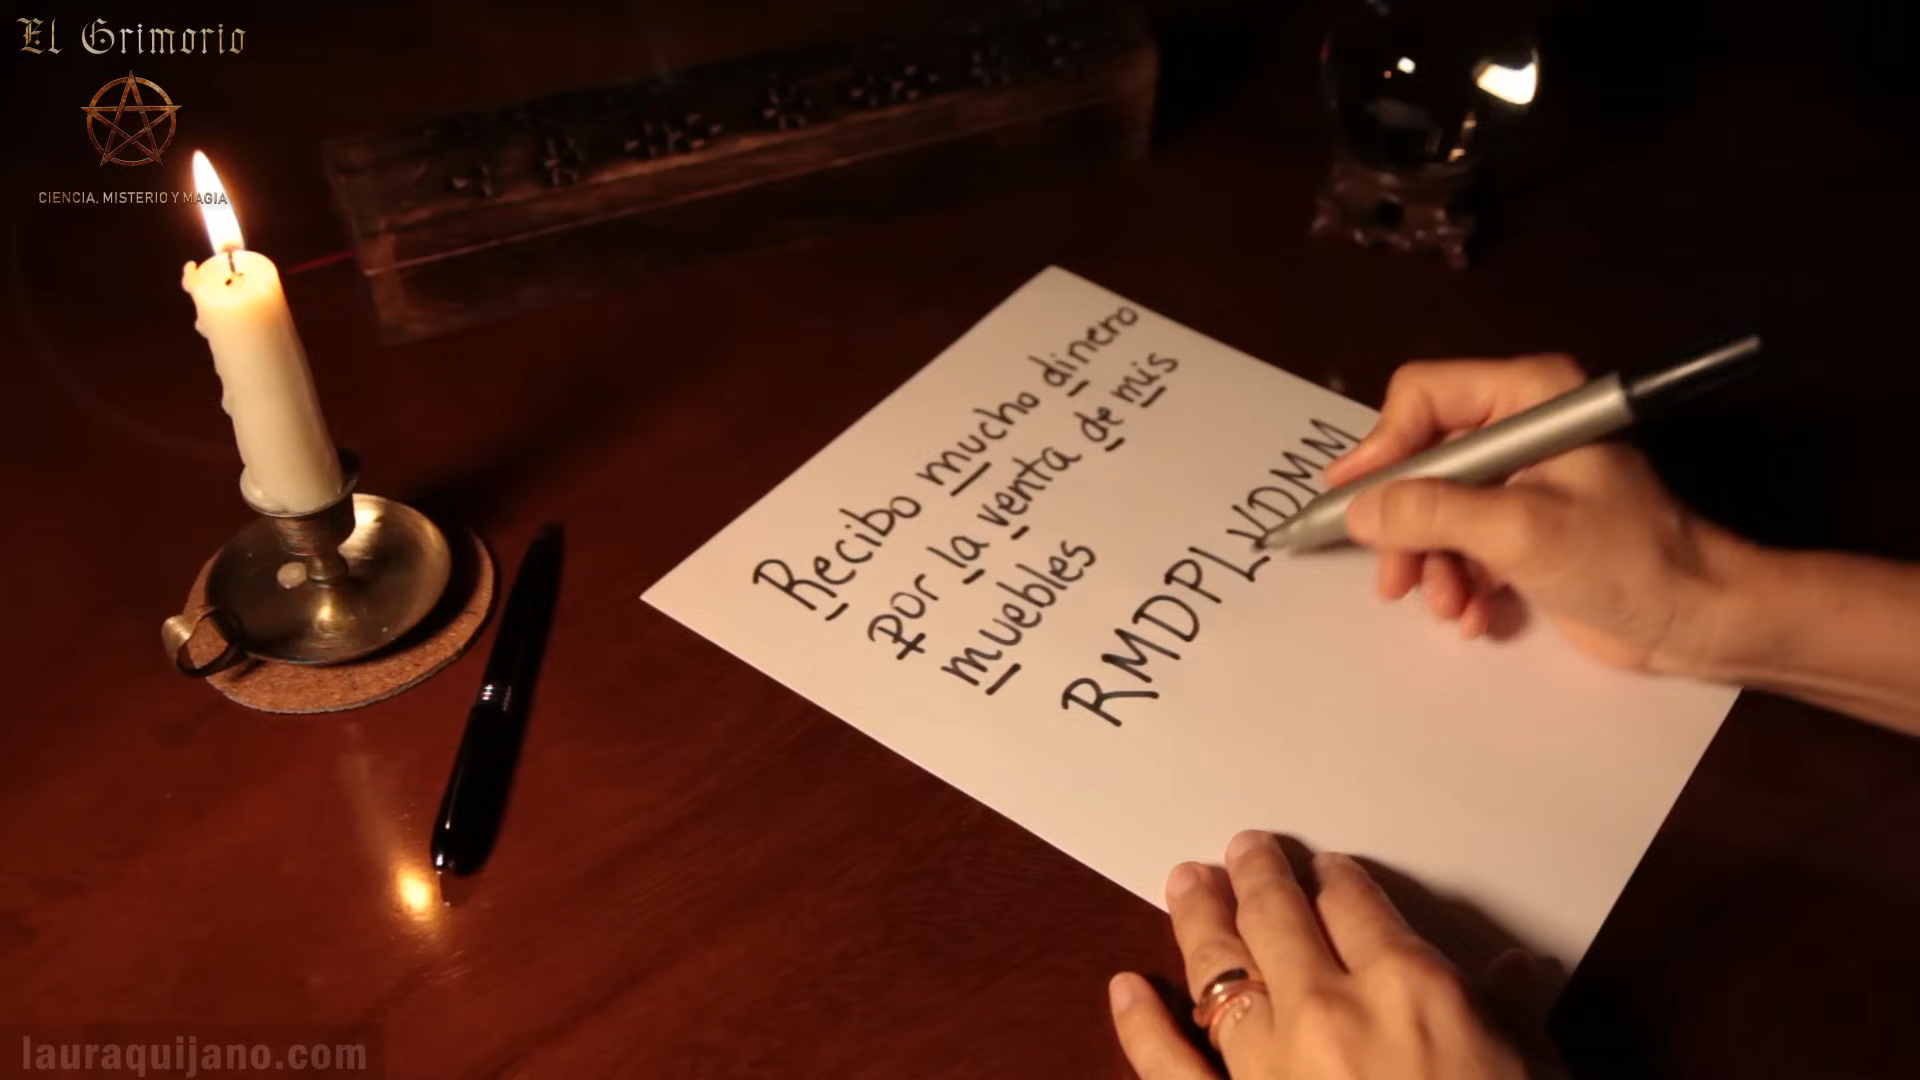 El Grimorio
CIENCIA, MISTERIO Y MAGIA
Recibo mucho dinero
por la venta de mis
muebles
RMDPLVDMM
lauraquijano.com